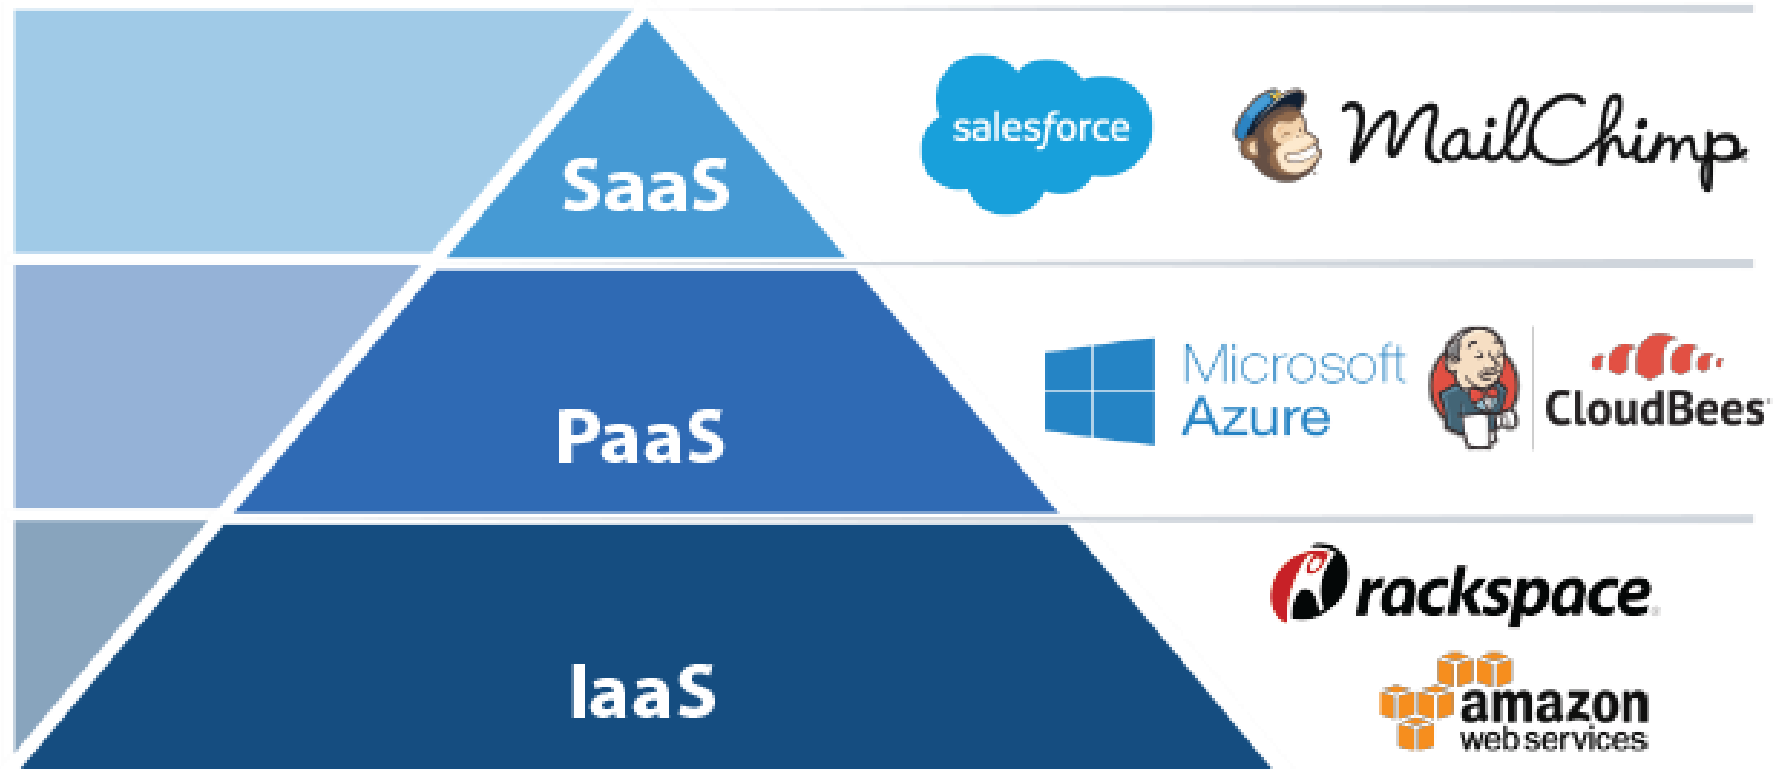 SaaS
salesforce
MailChimp
PaaS
Microsoft
Azure
CloudBees
IaaS
rackspace
amazon
web services